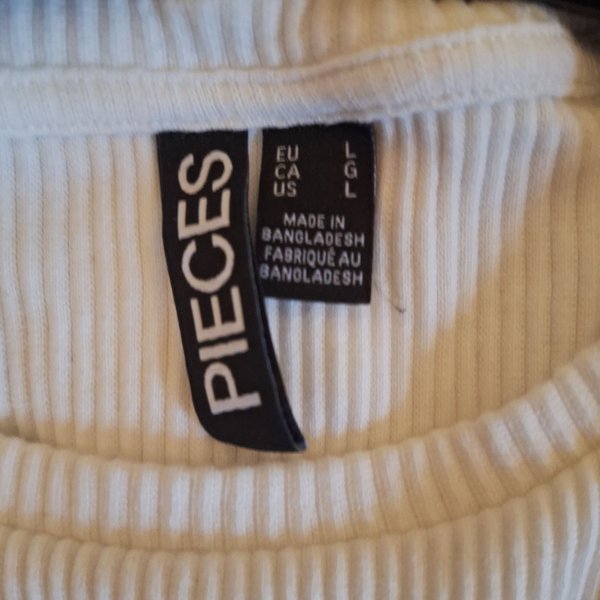 PIECES
EU L
CA G
US L
MADE IN
BANGLADESH
FABRIQUÉ AU
BANGLADESH